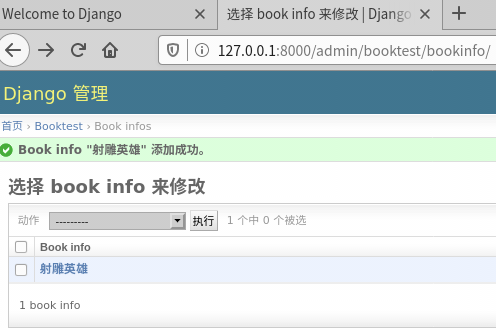 Welcome to Django
选择 book info 来修改 | Django
127.0.0.1:8000/admin/booktest/bookinfo/
Django 管理
首页 › Booktest › Book infos
Book info "射雕英雄" 添加成功。
选择 book info 来修改
动作 --------- 执行 1 个中 0 个被选
Book info
射雕英雄
1 book info